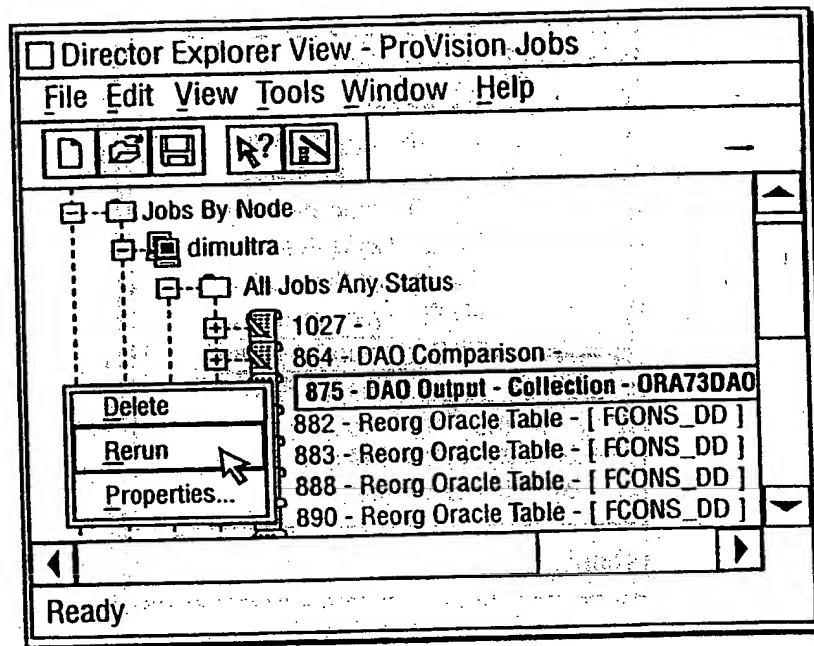 Director Explorer View - ProVision Jobs
File Edit View Tools Window Help
?
Jobs By Node
dimultra
All Jobs Any Status
1027 -
864 - DAO Comparison
875 - DAO Output - Collection - ORA73DAO
882 - Reorg Oracle Table - [ FCONS_DD ]
883 - Reorg Oracle Table - [ FCONS_DD ]
888 - Reorg Oracle Table - [ FCONS_DD ]
890 - Reorg Oracle Table - [ FCONS_DD ]
Delete
Rerun
Properties...
Ready